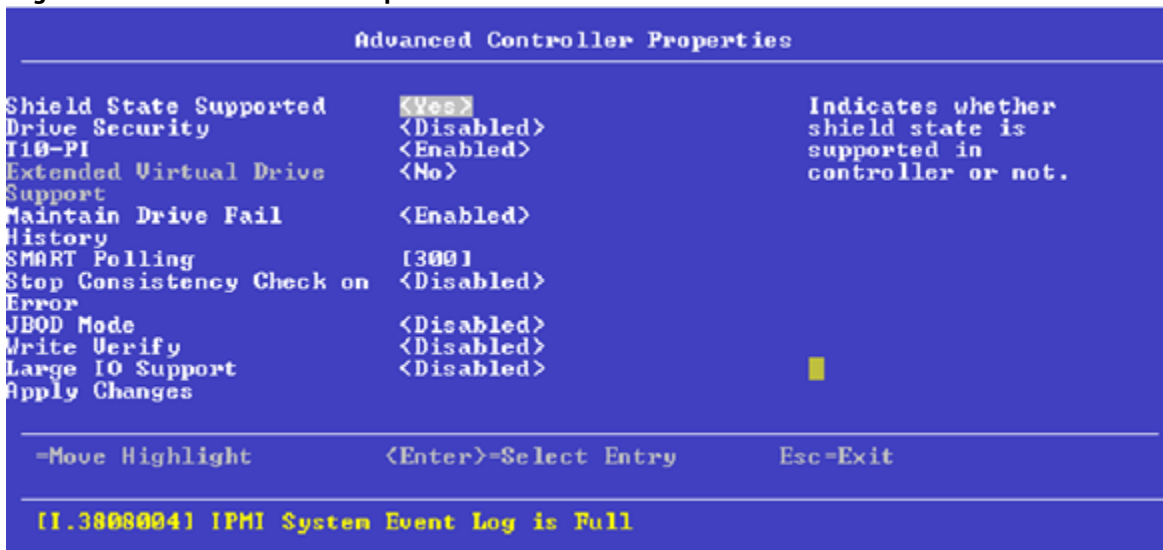 Advanced Controller Properties
Shield State Supported <Yes> Indicates whether
Drive Security <Disabled> shield state is
T10-PI <Enabled> supported in
Extended Virtual Drive <No> controller or not.
Support
Maintain Drive Fail <Enabled>
History
SMART Polling [300]
Stop Consistency Check on <Disabled>
Error
JBOD Mode <Disabled>
Write Verify <Disabled>
Large IO Support <Disabled>
Apply Changes
=Move Highlight <Enter>=Select Entry Esc=Exit
[I.3808004] IPMI System Event Log is Full